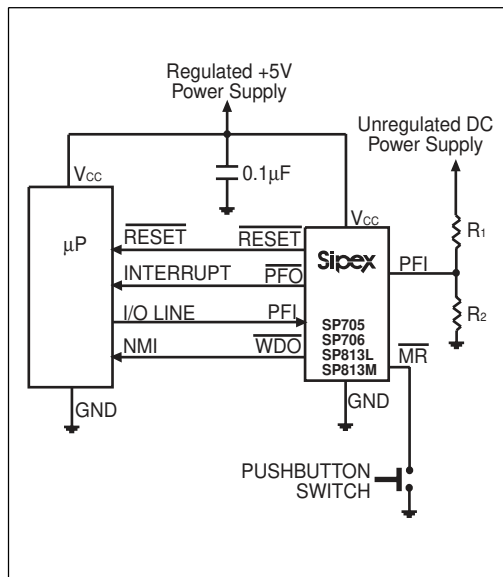 Regulated +5V
Power Supply
Unregulated DC
Power Supply
VCC
0.1µF
VCC
R1
µP
RESET
RESET
Sipex
PFI
INTERRUPT
PFO
I/O LINE
PFI
R2
SP705
SP706
SP813L
SP813M
NMI
WDO
MR
GND
GND
PUSHBUTTON
SWITCH